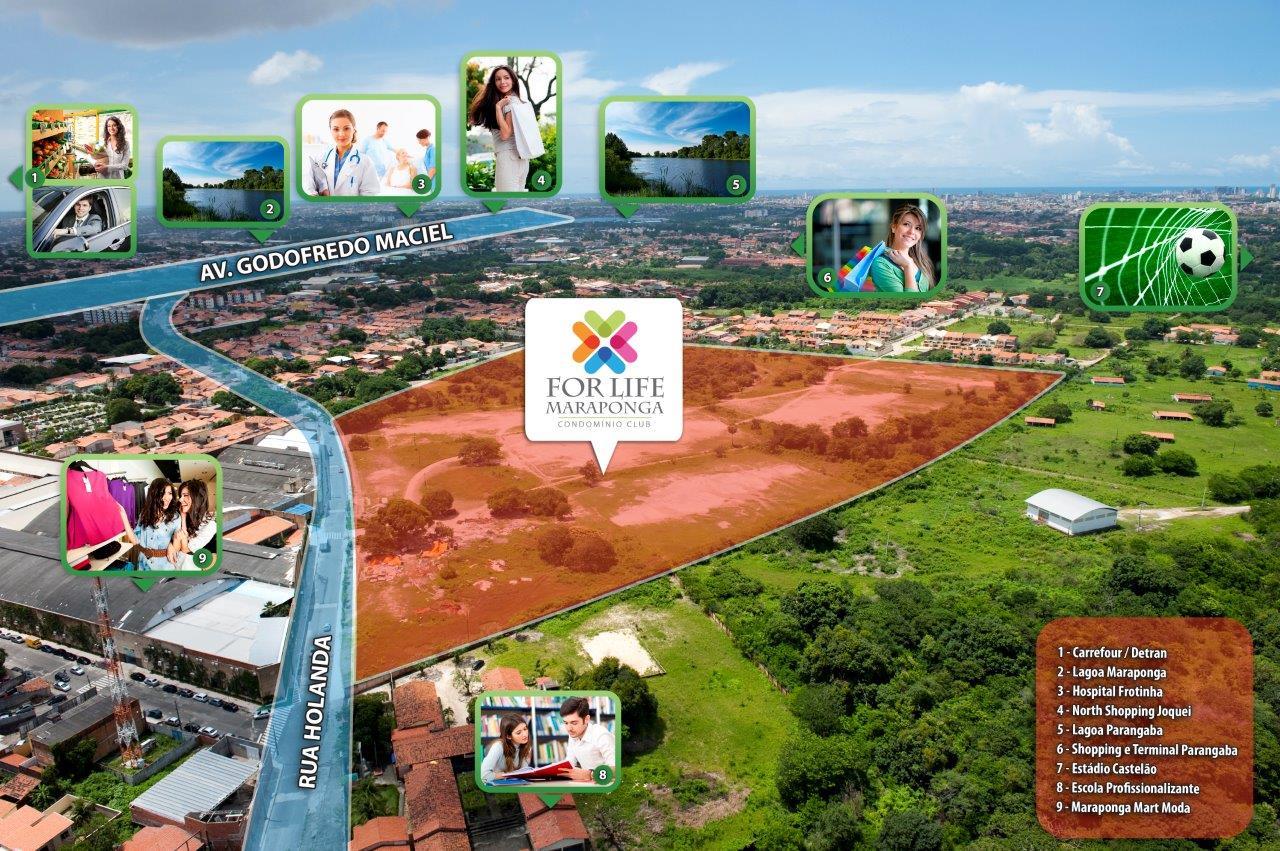 1
2
3
4
5
6
7
AV. GODOFREDO MACIEL
FOR LIFE
MARAPONGA
CONDOMÍNIO CLUB
9
RUA HOLANDA
8
1 - Carrefour / Detran
2 - Lagoa Maraponga
3 - Hospital Frotinha
4 - North Shopping Joquei
5 - Lagoa Parangaba
6 - Shopping e Terminal Parangaba
7 - Estádio Castelão
8 - Escola Profissionalizante
9 - Maraponga Mart Moda